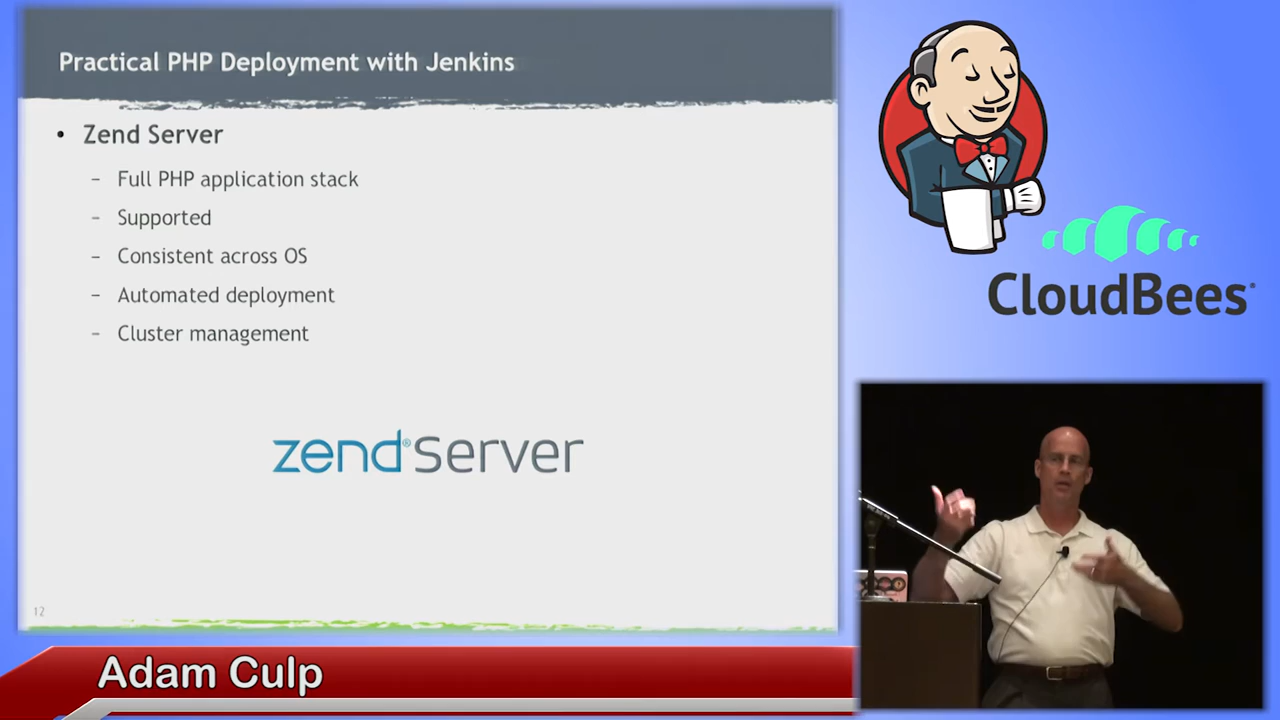 Practical PHP Deployment with Jenkins
• Zend Server
– Full PHP application stack
– Supported
– Consistent across OS
– Automated deployment
– Cluster management
zend® Server
12
CloudBees®
Adam Culp